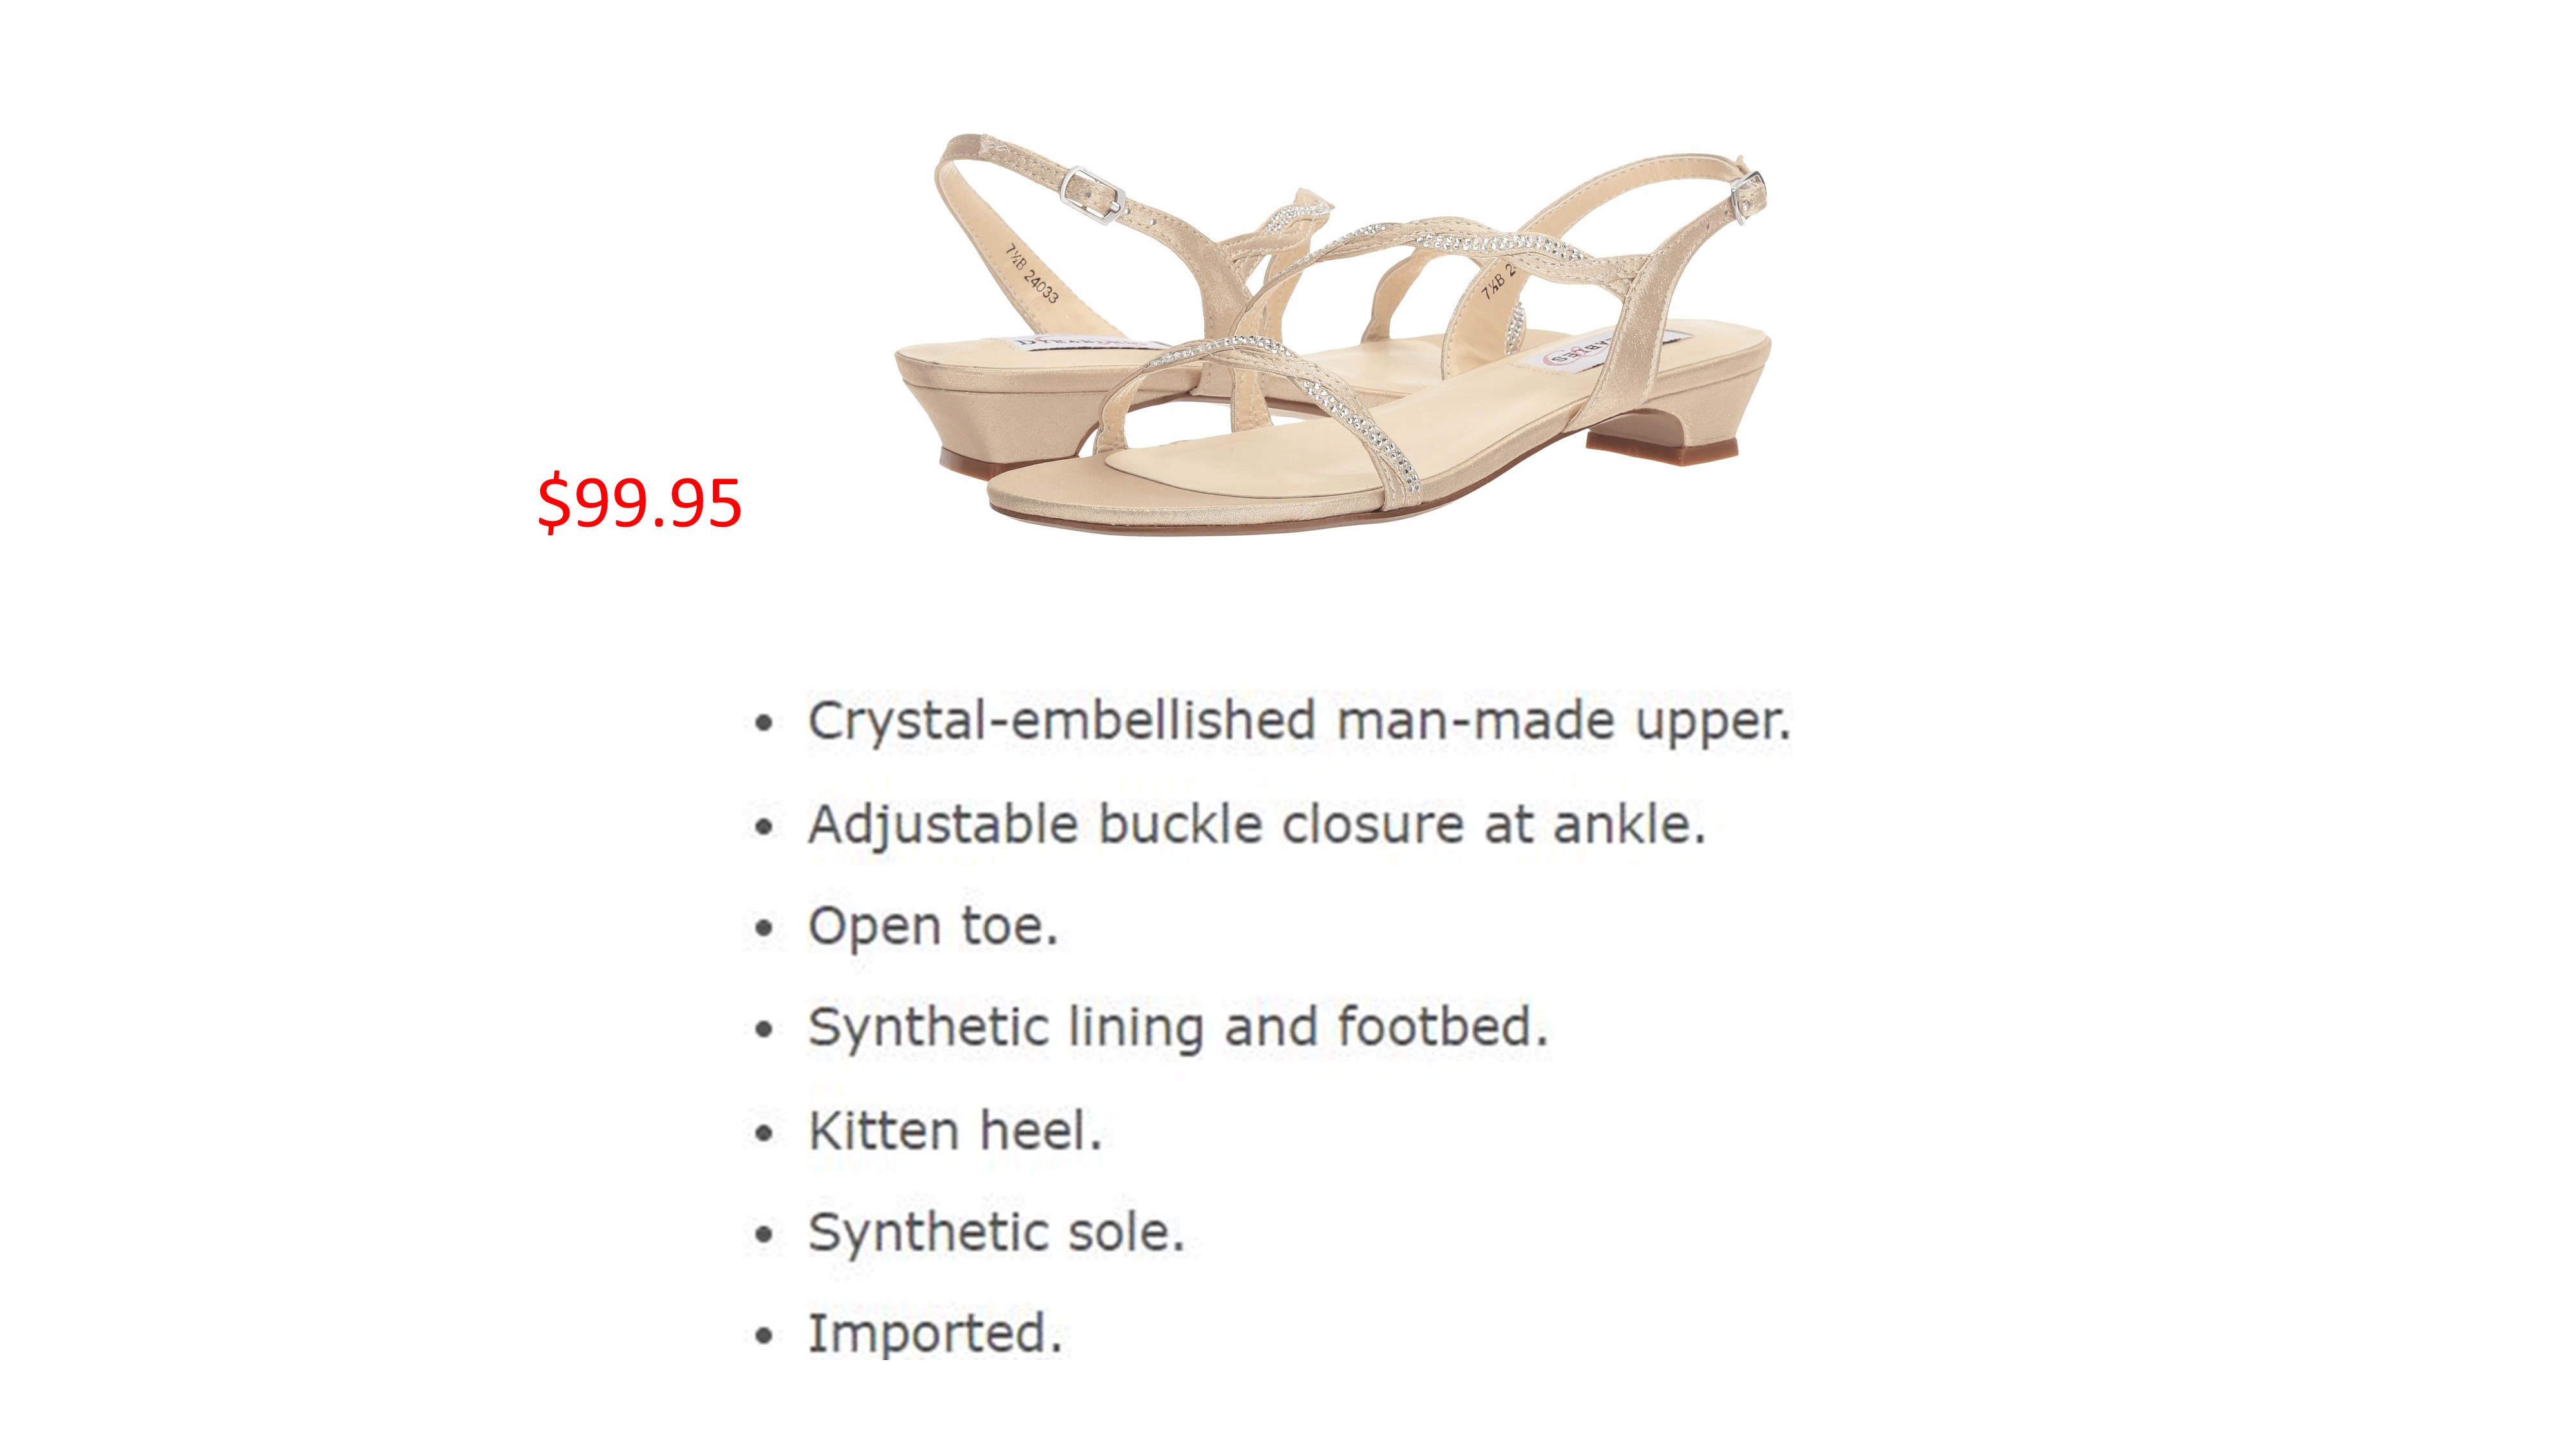 7½B 24033
7½B 2
$99.95
• Crystal-embellished man-made upper.
• Adjustable buckle closure at ankle.
• Open toe.
• Synthetic lining and footbed.
• Kitten heel.
• Synthetic sole.
• Imported.